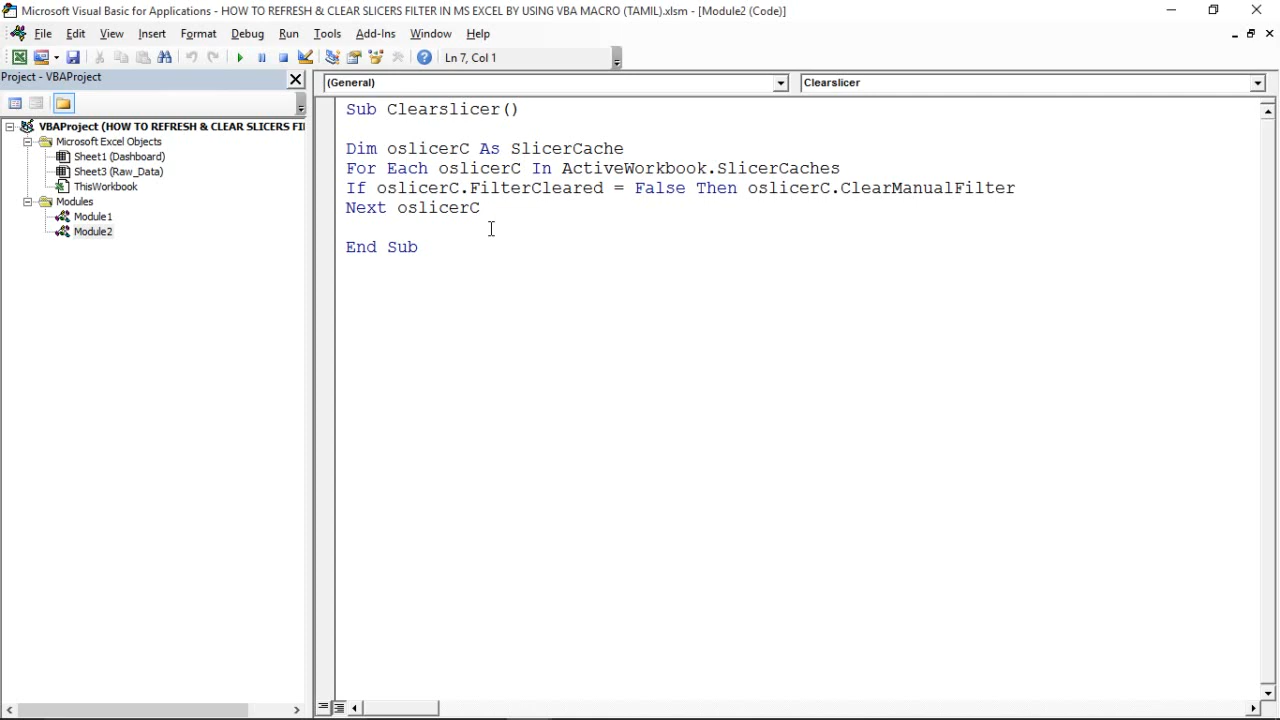 Microsoft Visual Basic for Applications - HOW TO REFRESH & CLEAR SLICERS FILTER IN MS EXCEL BY USING VBA MACRO (TAMIL).xlsm - [Module2 (Code)]
File Edit View Insert Format Debug Run Tools Add-Ins Window Help
Ln 7, Col 1
Project - VBAProject
(General) Clearslicer
VBAProject (HOW TO REFRESH & CLEAR SLICERS FI
Microsoft Excel Objects
Sheet1 (Dashboard)
Sheet3 (Raw_Data)
ThisWorkbook
Modules
Module1
Module2
Sub Clearslicer()
Dim oslicerC As SlicerCache
For Each oslicerC In ActiveWorkbook.SlicerCaches
If oslicerC.FilterCleared = False Then oslicerC.ClearManualFilter
Next oslicerC
End Sub